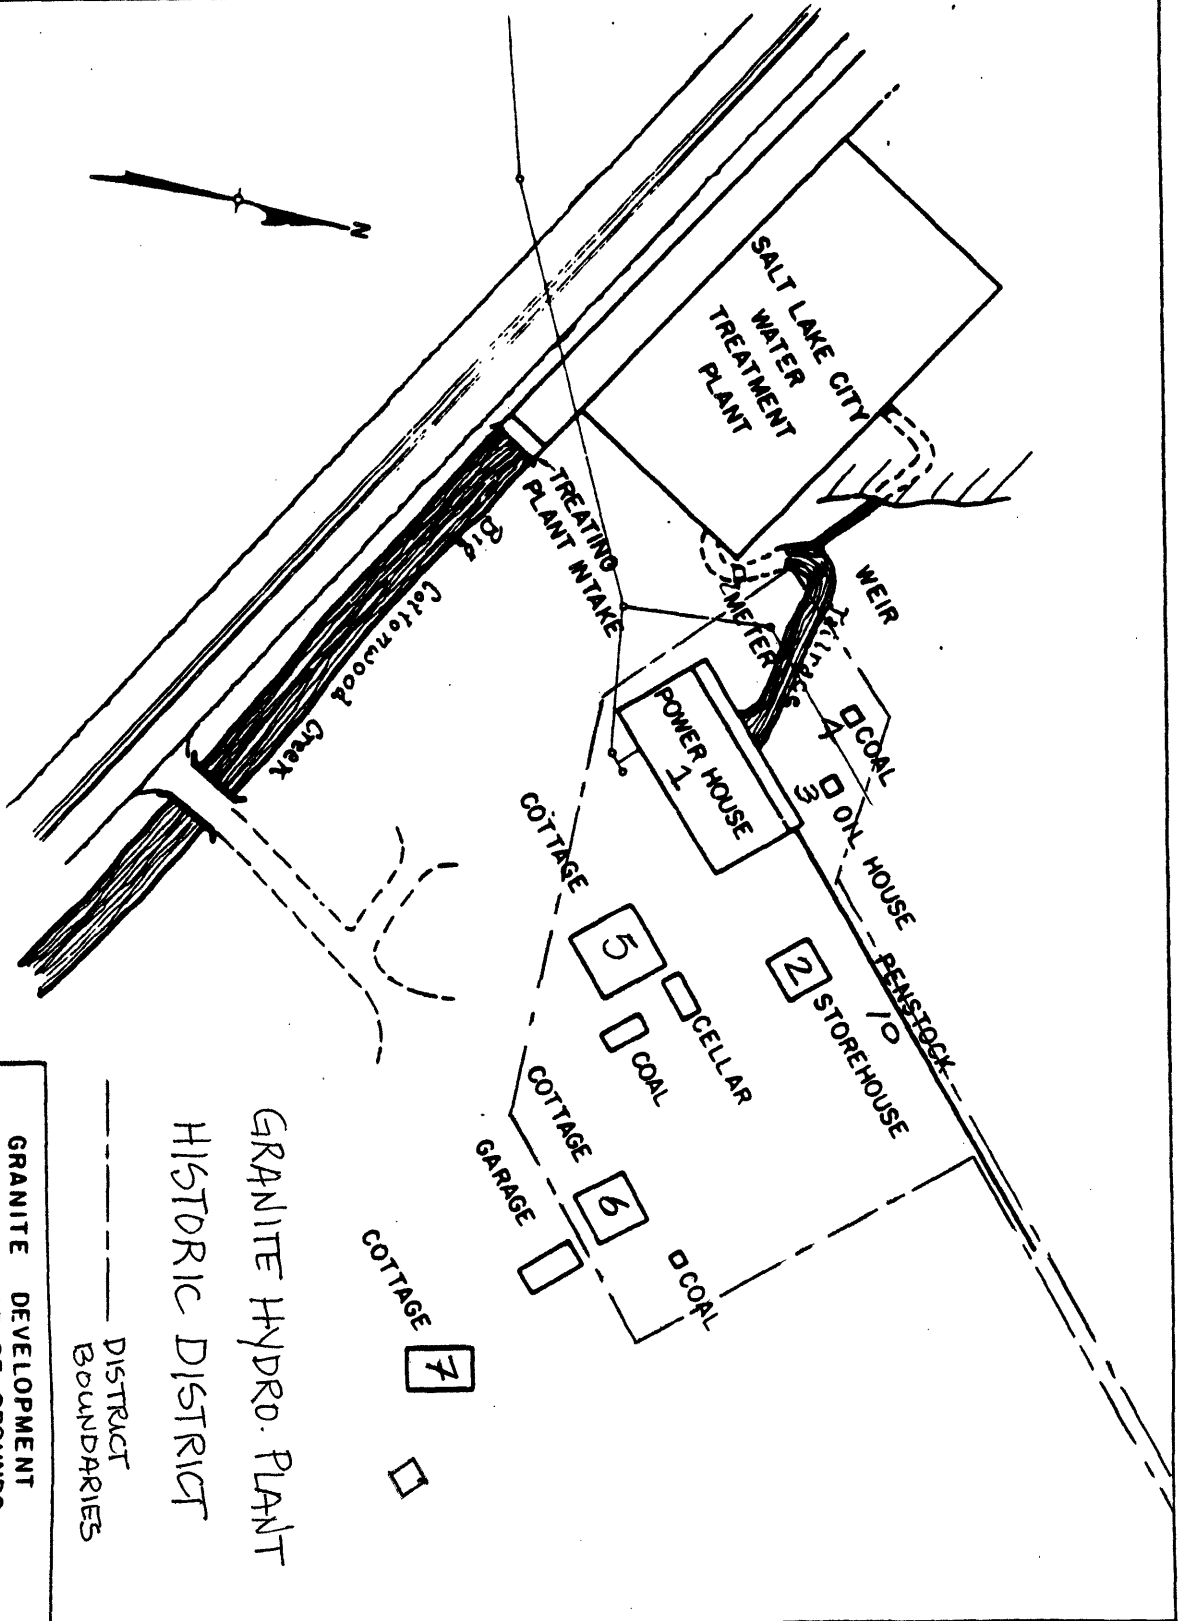 N
SALT LAKE CITY
WATER
TREATMENT
PLANT
TREATING
PLANT INTAKE
Big Cottonwood Creek
METER
WEIR
Tailrace
POWER HOUSE
1
COAL
4
OIL HOUSE
3
PENSTOCK
10
2
STOREHOUSE
COTTAGE
5
CELLAR
COAL
COTTAGE
6
GARAGE
COAL
COTTAGE
7
GRANITE HYDRO. PLANT
HISTORIC DISTRICT
DISTRICT
BOUNDARIES
GRANITE DEVELOPMENT